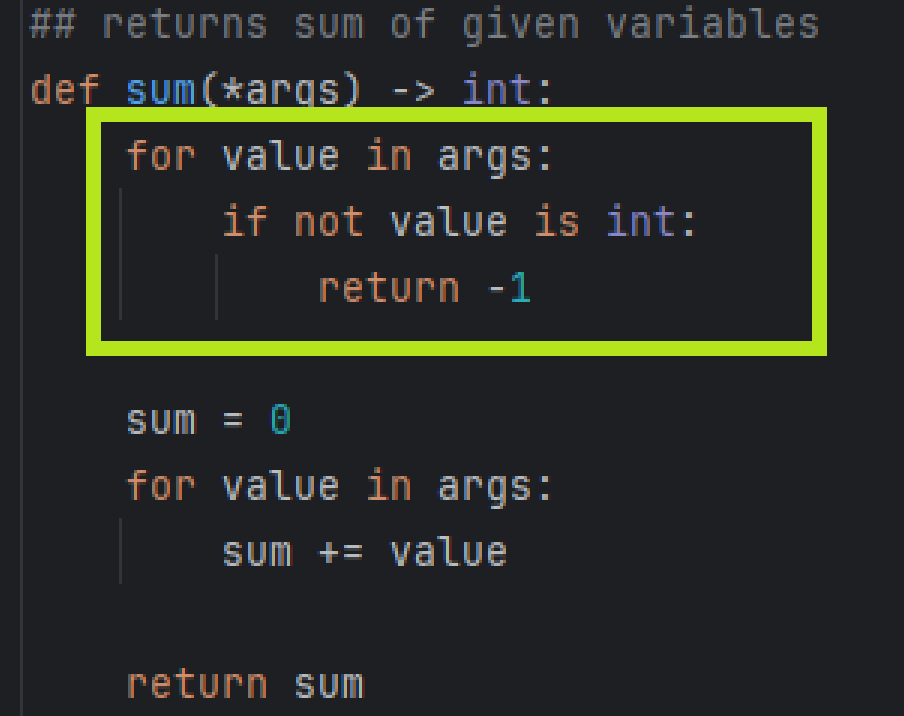 ## returns sum of given variables
def sum(*args) -> int:
    for value in args:
        if not value is int:
            return -1

    sum = 0
    for value in args:
        sum += value

    return sum